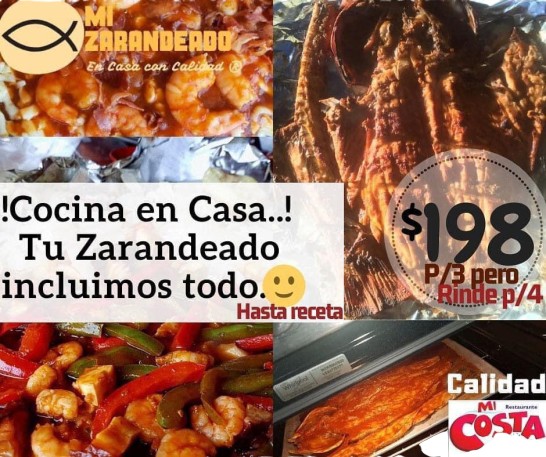 MI
ZARANDEADO
En Casa con Calidad ®
!Cocina en Casa..!
Tu Zarandeado
incluimos todo.
Hasta receta
$198
P/3 pero
Rinde p/4
Calidad
Mi Restaurante
COSTA